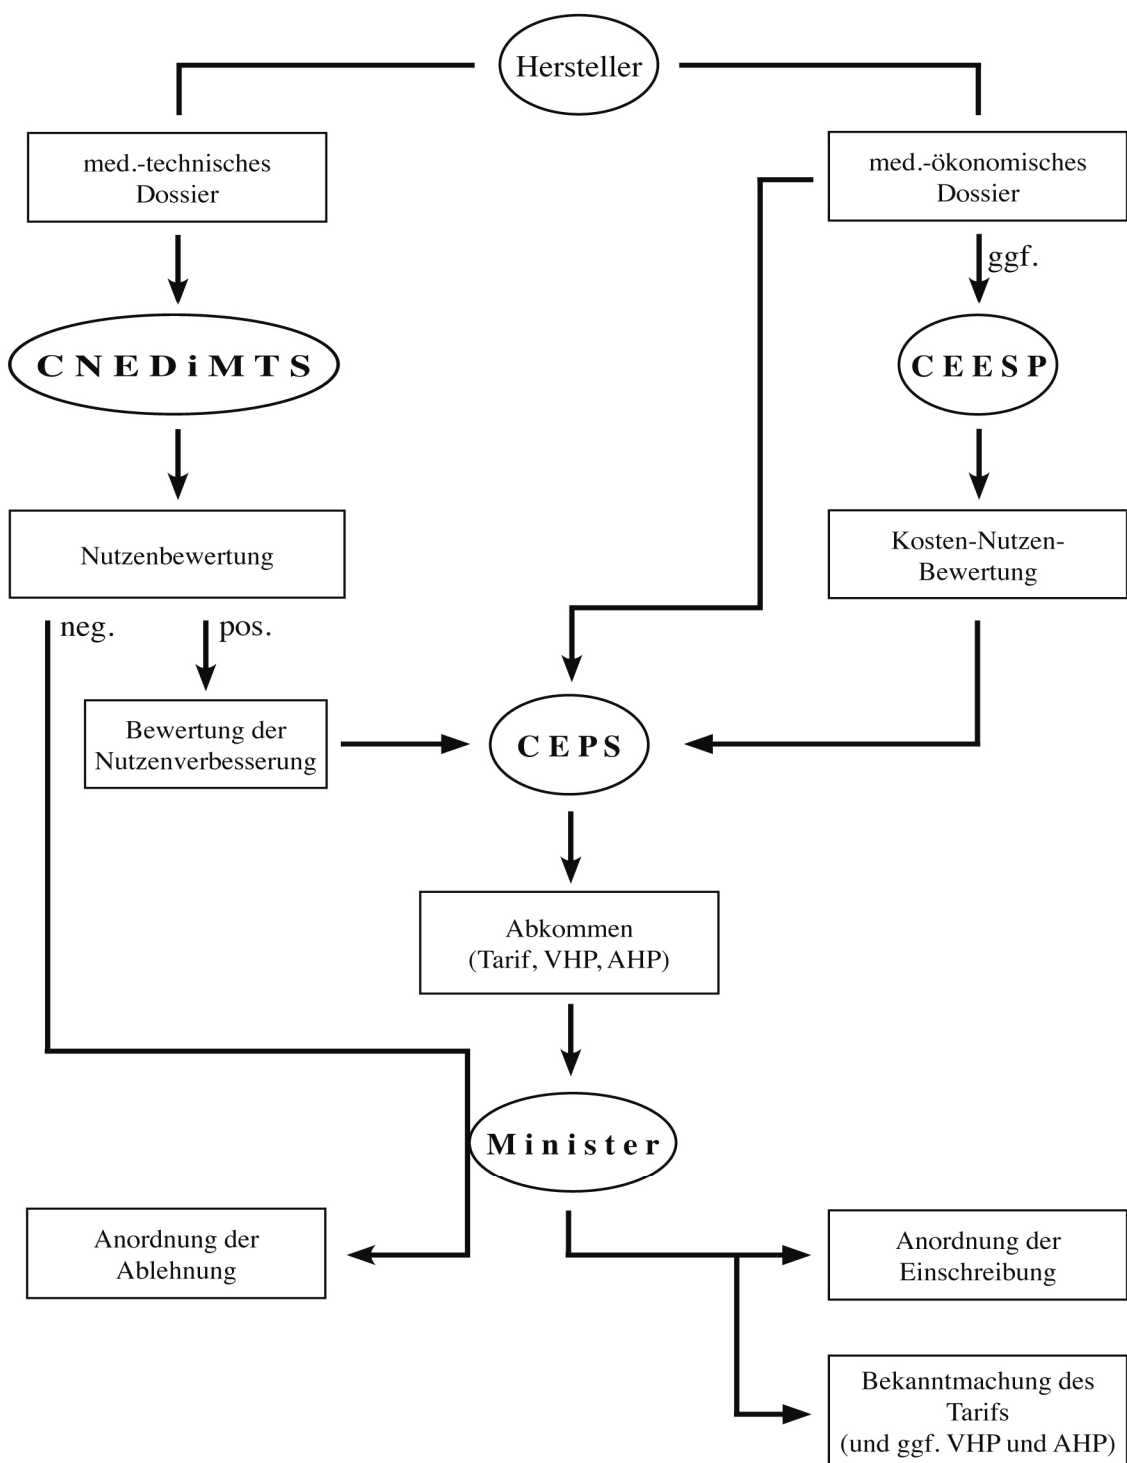 Hersteller
med.-technisches
Dossier
med.-ökonomisches
Dossier
ggf.
CNEDiMTS
CEESP
Nutzenbewertung
Kosten-Nutzen-
Bewertung
neg.
pos.
Bewertung der
Nutzenverbesserung
CEPS
Abkommen
(Tarif, VHP, AHP)
Minister
Anordnung der
Ablehnung
Anordnung der
Einschreibung
Bekanntmachung des
Tarifs
(und ggf. VHP und AHP)